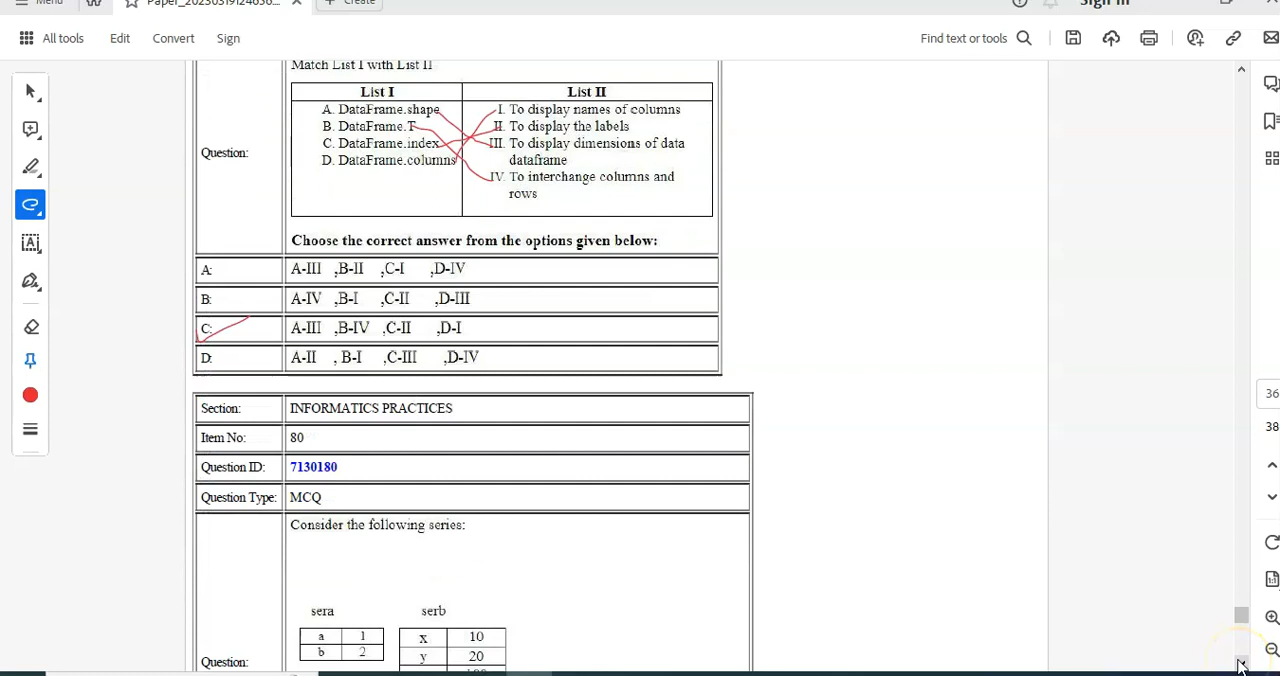 Menu
Paper_20230319124636...
Create
Sign in
All tools
Edit
Convert
Sign
Find text or tools
Match List I with List II
List I
List II
A. DataFrame.shape
B. DataFrame.T
C. DataFrame.index
D. DataFrame.columns
I. To display names of columns
II. To display the labels
III. To display dimensions of data
dataframe
IV. To interchange columns and
rows
Question:
Choose the correct answer from the options given below:
A: A-III ,B-II ,C-I ,D-IV
B: A-IV ,B-I ,C-II ,D-III
C: A-III ,B-IV ,C-II ,D-I
D: A-II , B-I ,C-III ,D-IV
Section: INFORMATICS PRACTICES
Item No: 80
Question ID: 7130180
Question Type: MCQ
Consider the following series:
sera serb
a 1
b 2
x 10
y 20
Question:
36
38